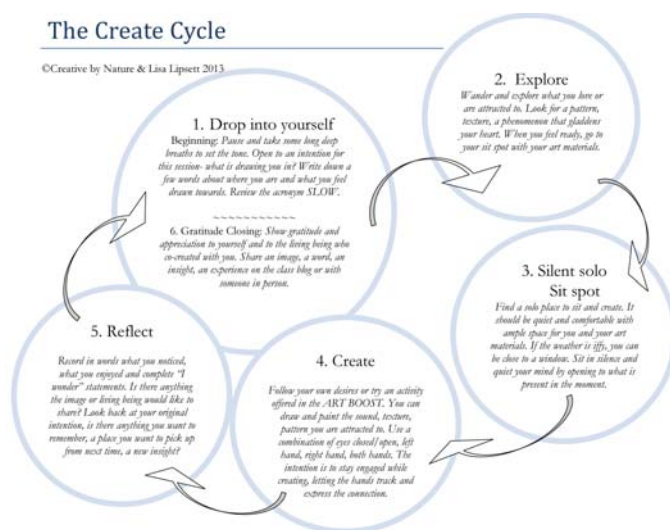 The Create Cycle
©Creative by Nature & Lisa Lipsett 2013
1. Drop into yourself
Beginning: Pause and take some long deep
breaths to set the tone. Open to an intention for
this session- what is drawing you in? Write down a
few words about where you are and what you feel
drawn towards. Review the acronym SLOW.
~~~~~~~~~~~
6. Gratitude Closing: Show gratitude and
appreciation to yourself and to the living being who
co-created with you. Share an image, a word, an
insight, an experience on the class blog or with
someone in person.
2. Explore
Wander and explore what you love or
are attracted to. Look for a pattern,
texture, a phenomenon that gladdens
your heart. When you feel ready, go to
your sit spot with your art materials.
3. Silent solo
Sit spot
Find a solo place to sit and create. It
should be quiet and comfortable with
ample space for you and your art
materials. If the weather is iffy, you can
be close to a window. Sit in silence and
quiet your mind by opening to what is
present in the moment.
4. Create
Follow your own desires or try an activity
offered in the ART BOOST. You can
draw and paint the sound, texture,
pattern you are attracted to. Use a
combination of eyes closed/open, left
hand, right hand, both hands. The
intention is to stay engaged while
creating, letting the hands track and
express the connection.
5. Reflect
Record in words what you noticed,
what you enjoyed and complete "I
wonder" statements. Is there anything
the image or living being would like to
share? Look back at your original
intention, is there anything you want to
remember, a place you want to pick up
from next time, a new insight?